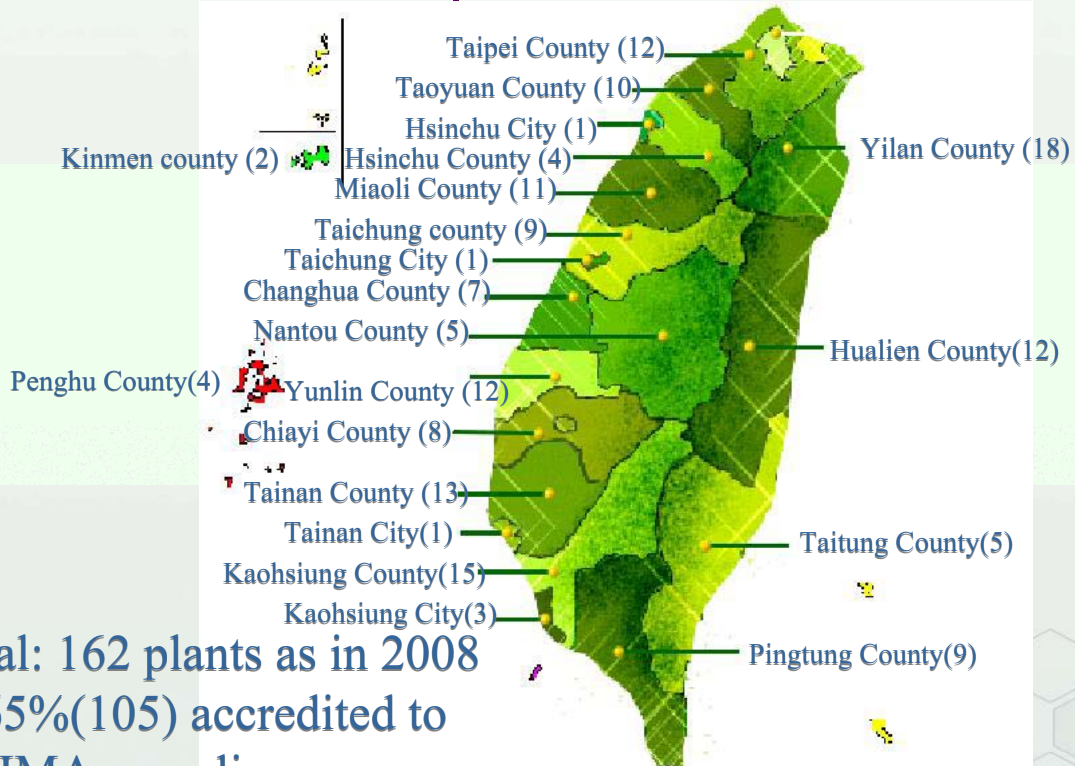 Taipei County (12)
Taoyuan County (10)
Hsinchu City (1)
Kinmen county (2)
Hsinchu County (4)
Yilan County (18)
Miaoli County (11)
Taichung county (9)
Taichung City (1)
Changhua County (7)
Nantou County (5)
Hualien County(12)
Penghu County(4)
Yunlin County (12)
Chiayi County (8)
Tainan County (13)
Tainan City(1)
Taitung County(5)
Kaohsiung County(15)
Kaohsiung City(3)
Pingtung County(9)
al: 162 plants as in 2008
5%(105) accredited to